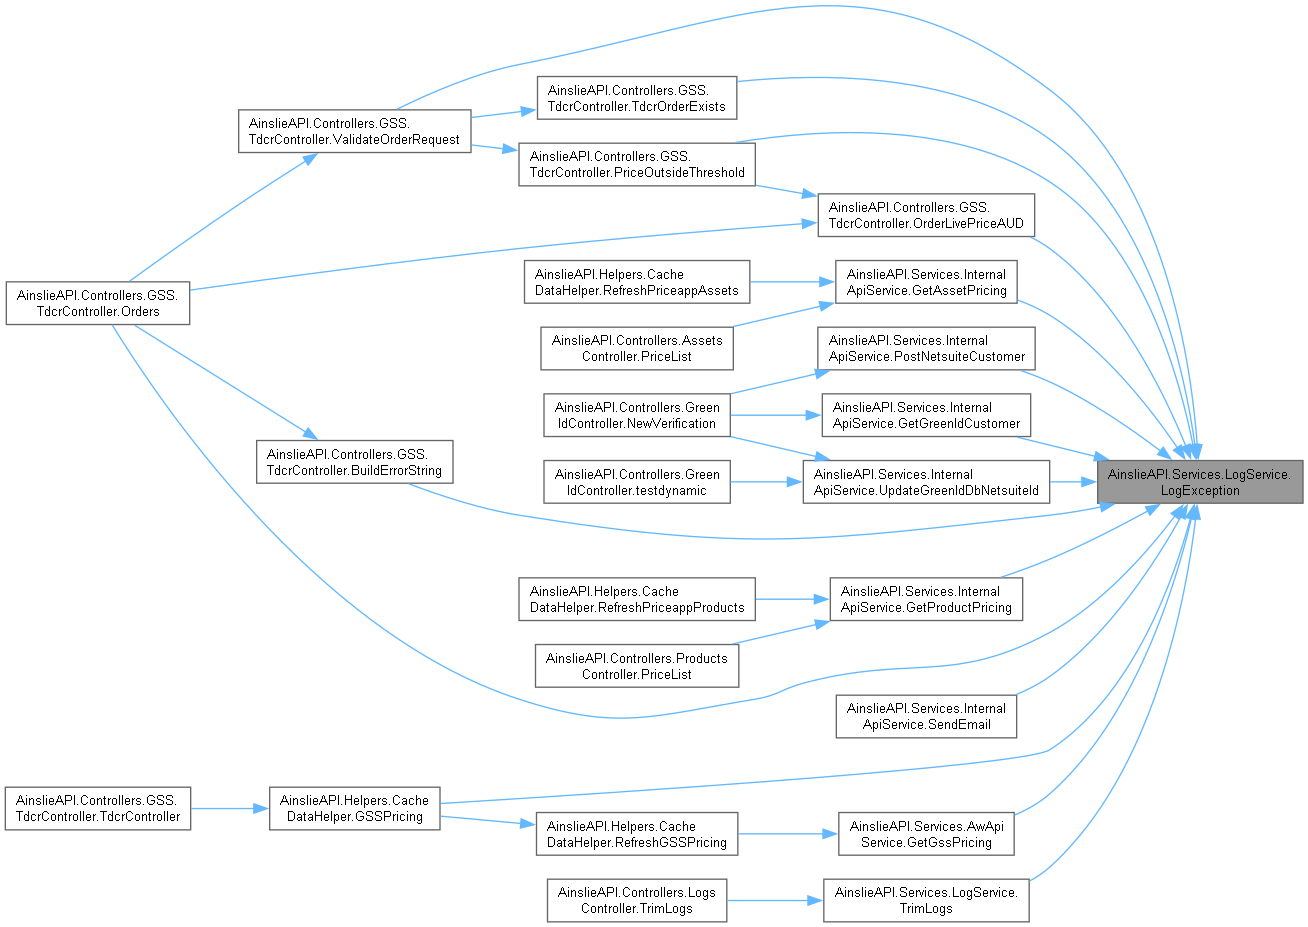 AinslieAPI.Controllers.GSS.
TdcrController.TdcrOrderExists
AinslieAPI.Controllers.GSS.
TdcrController.ValidateOrderRequest
AinslieAPI.Controllers.GSS.
TdcrController.PriceOutsideThreshold
AinslieAPI.Controllers.GSS.
TdcrController.OrderLivePriceAUD
AinslieAPI.Helpers.Cache
DataHelper.RefreshPriceappAssets
AinslieAPI.Services.Internal
ApiService.GetAssetPricing
AinslieAPI.Controllers.GSS.
TdcrController.Orders
AinslieAPI.Controllers.Assets
Controller.PriceList
AinslieAPI.Services.Internal
ApiService.PostNetsuiteCustomer
AinslieAPI.Controllers.Green
IdController.NewVerification
AinslieAPI.Services.Internal
ApiService.GetGreenIdCustomer
AinslieAPI.Controllers.GSS.
TdcrController.BuildErrorString
AinslieAPI.Controllers.Green
IdController.testdynamic
AinslieAPI.Services.Internal
ApiService.UpdateGreenIdDbNetsuiteId
AinslieAPI.Services.LogService.
LogException
AinslieAPI.Helpers.Cache
DataHelper.RefreshPriceappProducts
AinslieAPI.Services.Internal
ApiService.GetProductPricing
AinslieAPI.Controllers.Products
Controller.PriceList
AinslieAPI.Services.Internal
ApiService.SendEmail
AinslieAPI.Controllers.GSS.
TdcrController.TdcrController
AinslieAPI.Helpers.Cache
DataHelper.GSSPricing
AinslieAPI.Helpers.Cache
DataHelper.RefreshGSSPricing
AinslieAPI.Services.AwApi
Service.GetGssPricing
AinslieAPI.Controllers.Logs
Controller.TrimLogs
AinslieAPI.Services.LogService.
TrimLogs